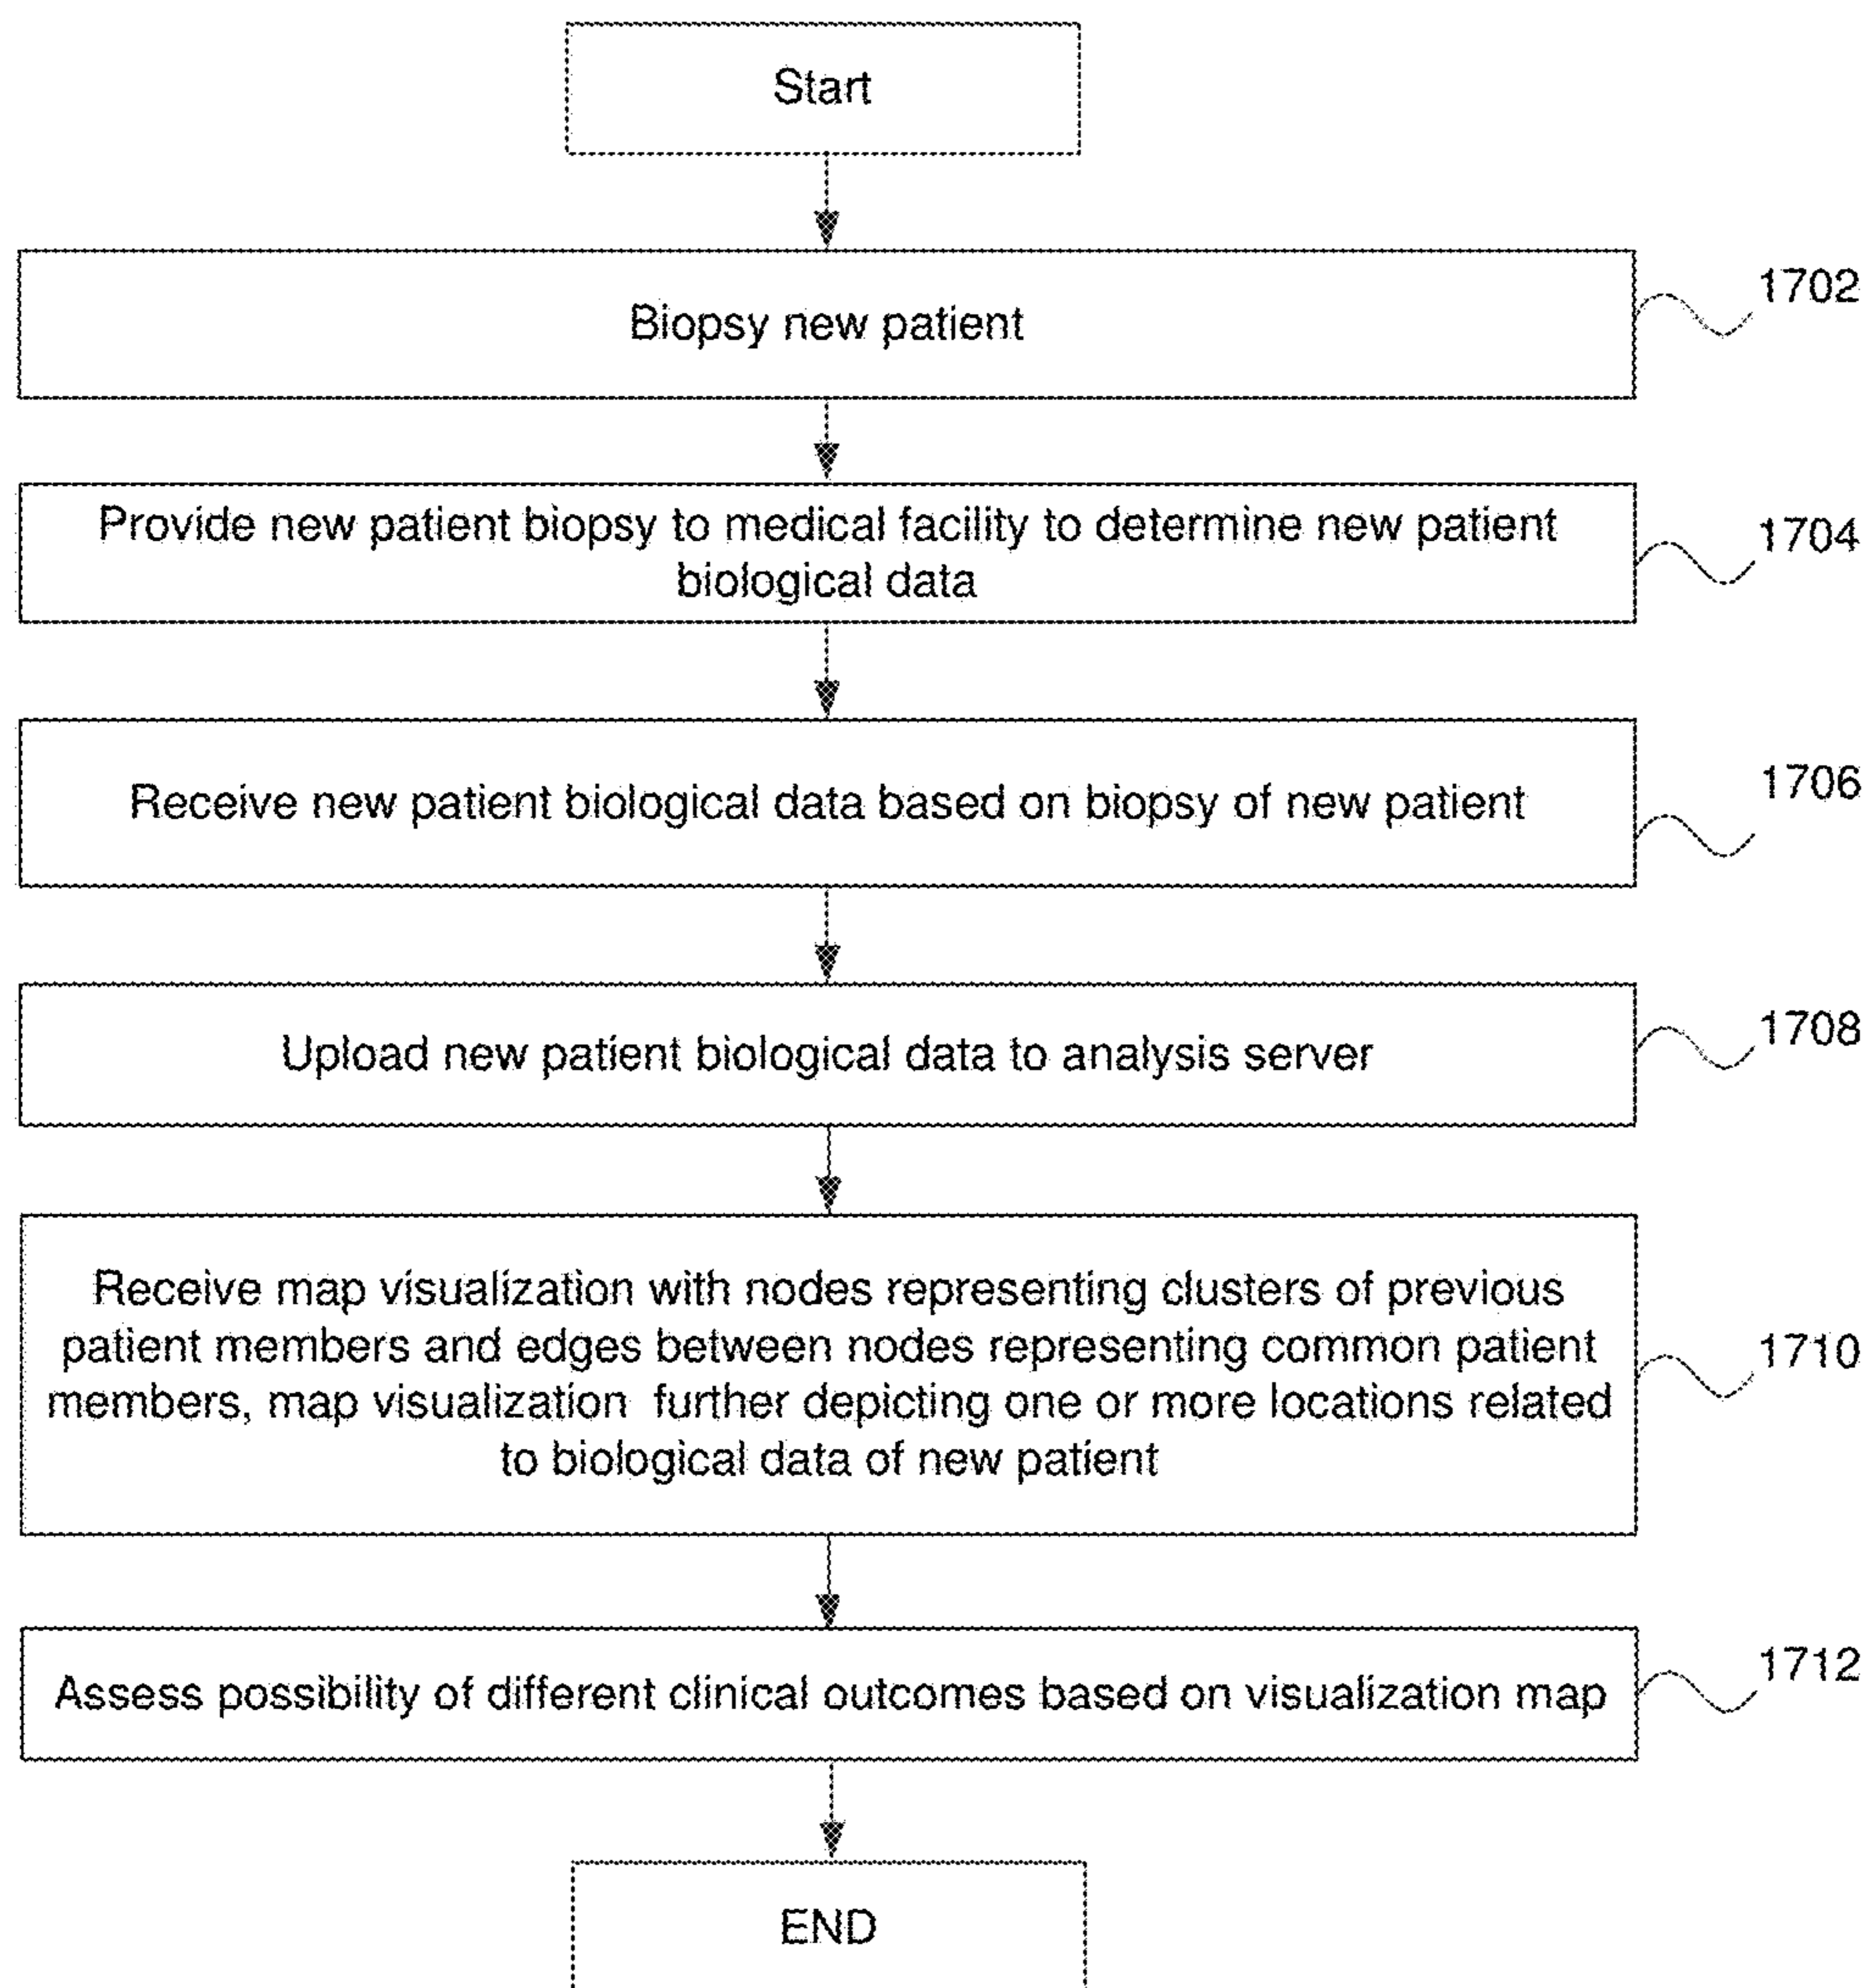 Start
Biopsy new patient
1702
Provide new patient biopsy to medical facility to determine new patient
biological data
1704
Receive new patient biological data based on biopsy of new patient
1706
Upload new patient biological data to analysis server
1708
Receive map visualization with nodes representing clusters of previous
patient members and edges between nodes representing common patient
members, map visualization further depicting one or more locations related
to biological data of new patient
1710
Assess possibility of different clinical outcomes based on visualization map
1712
END